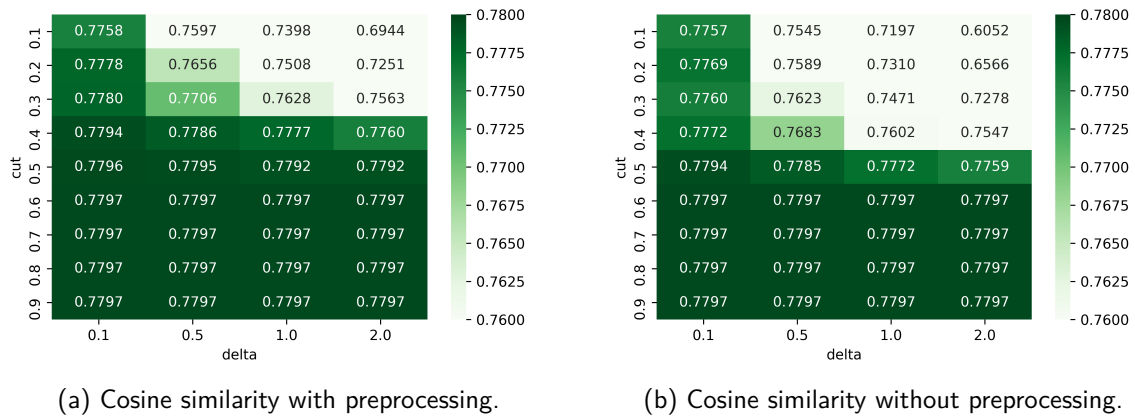 0.1 0.7758 0.7597 0.7398 0.6944
0.2 0.7778 0.7656 0.7508 0.7251
0.3 0.7780 0.7706 0.7628 0.7563
0.4 0.7794 0.7786 0.7777 0.7760
0.5 0.7796 0.7795 0.7792 0.7792
0.6 0.7797 0.7797 0.7797 0.7797
0.7 0.7797 0.7797 0.7797 0.7797
0.8 0.7797 0.7797 0.7797 0.7797
0.9 0.7797 0.7797 0.7797 0.7797
cut
0.1 0.5 1.0 2.0
delta
0.7800
0.7775
0.7750
0.7725
0.7700
0.7675
0.7650
0.7625
0.7600
(a) Cosine similarity with preprocessing.
0.1 0.7757 0.7545 0.7197 0.6052
0.2 0.7769 0.7589 0.7310 0.6566
0.3 0.7760 0.7623 0.7471 0.7278
0.4 0.7772 0.7683 0.7602 0.7547
0.5 0.7794 0.7785 0.7772 0.7759
0.6 0.7797 0.7797 0.7797 0.7797
0.7 0.7797 0.7797 0.7797 0.7797
0.8 0.7797 0.7797 0.7797 0.7797
0.9 0.7797 0.7797 0.7797 0.7797
cut
0.1 0.5 1.0 2.0
delta
0.7800
0.7775
0.7750
0.7725
0.7700
0.7675
0.7650
0.7625
0.7600
(b) Cosine similarity without preprocessing.